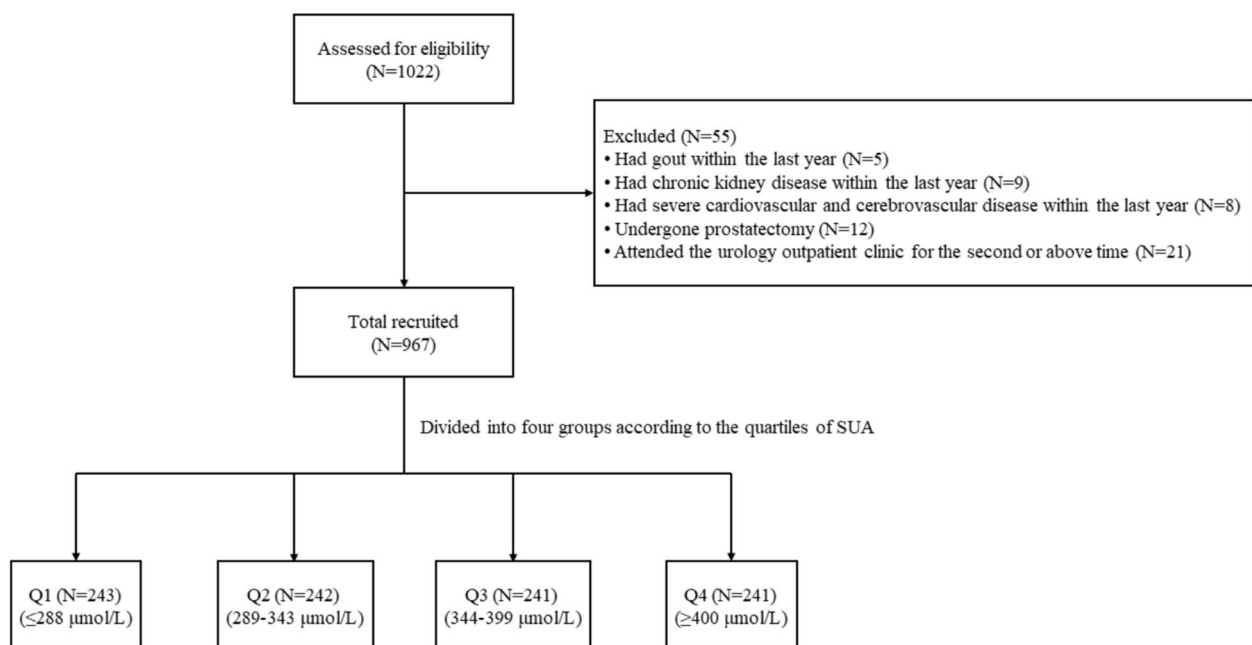 Assessed for eligibility
(N=1022)
Excluded (N=55)
• Had gout within the last year (N=5)
• Had chronic kidney disease within the last year (N=9)
• Had severe cardiovascular and cerebrovascular disease within the last year (N=8)
• Undergone prostatectomy (N=12)
• Attended the urology outpatient clinic for the second or above time (N=21)
Total recruited
(N=967)
Divided into four groups according to the quartiles of SUA
Q1 (N=243)
(≤288 μmol/L)
Q2 (N=242)
(289-343 μmol/L)
Q3 (N=241)
(344-399 μmol/L)
Q4 (N=241)
(≥400 μmol/L)